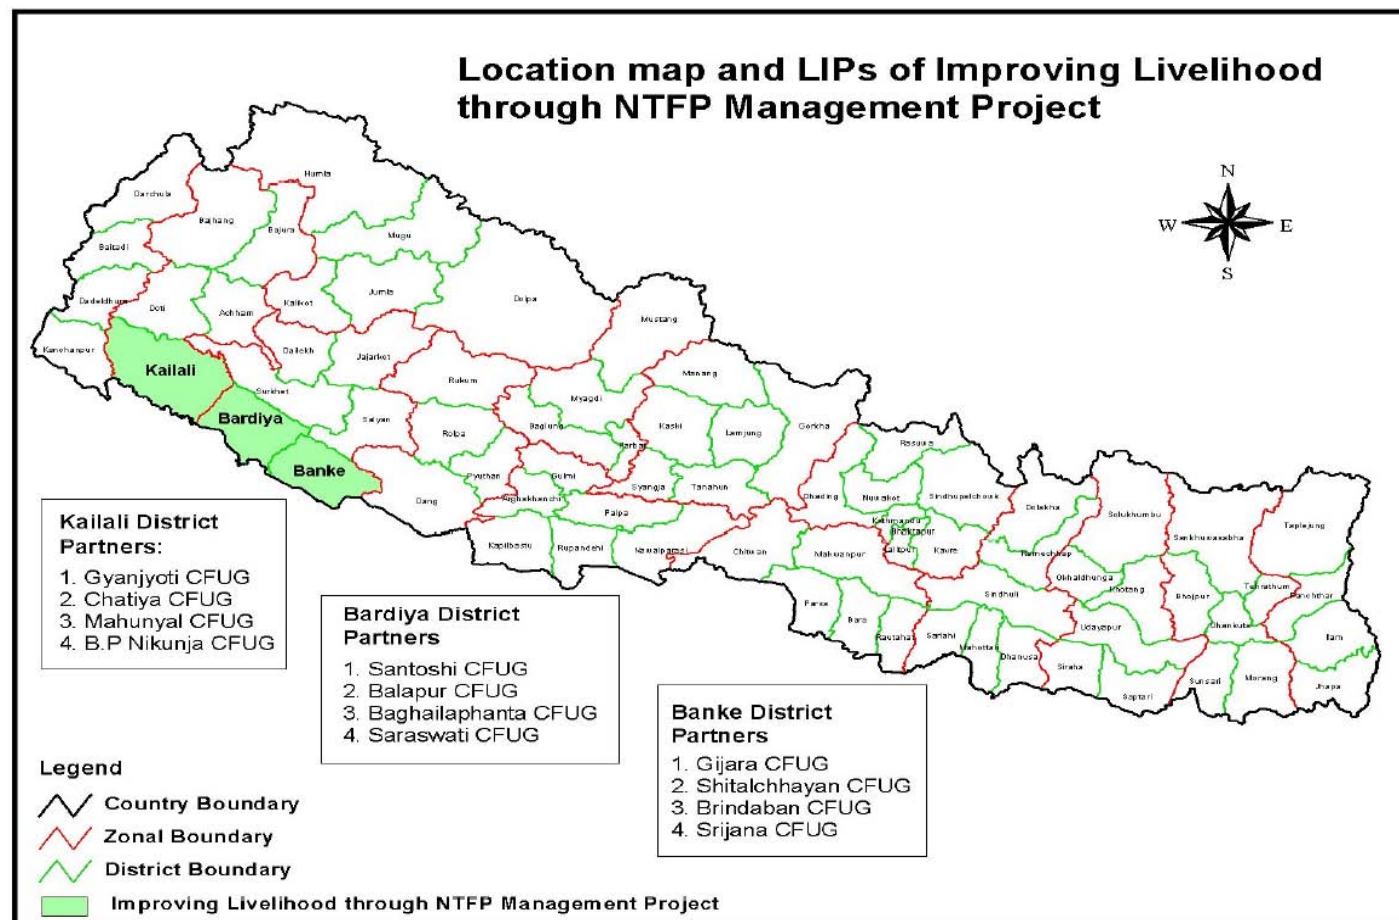 Location map and LIPs of Improving Livelihood
through NTFP Management Project
N
W
E
S
Humla
Darchula
Bajhang
Bajura
Mugu
Baitadi
Dadeldhura
Doti
Achham
Kalikot
Jumla
Dolpa
Mustang
Kanchanpur
Kailali
Dailekh
Jajarkot
Surkhet
Rukum
Manang
Myagdi
Bardiya
Salyan
Rolpa
Baglung
Parbat
Kaski
Lamjung
Gorkha
Rasuwa
Banke
Dang
Pyuthan
Gulmi
Arghakhanchi
Syangja
Tanahun
Palpa
Dhading
Nuwakot
Sindhupalchouk
Dolakha
Solukhumbu
Sankhuwasabha
Taplejung
Kapilbastu
Rupandehi
Nawalparasi
Chitwan
Makwanpur
Kathmandu
Bhaktapur
Lalitpur
Kavre
Ramechhap
Okhaldhunga
Khotang
Bhojpur
Tehrathum
Panchthar
Sindhuli
Udayapur
Dhankuta
Ilam
Parsa
Bara
Rautahat
Sarlahi
Mahottari
Dhanusa
Siraha
Saptari
Sunsari
Morang
Jhapa
Kailali District
Partners:
1. Gyanjyoti CFUG
2. Chatiya CFUG
3. Mahunyal CFUG
4. B.P Nikunja CFUG
Bardiya District
Partners
1. Santoshi CFUG
2. Balapur CFUG
3. Baghailaphanta CFUG
4. Saraswati CFUG
Banke District
Partners
1. Gijara CFUG
2. Shitalchhayan CFUG
3. Brindaban CFUG
4. Srijana CFUG
Legend
Country Boundary
Zonal Boundary
District Boundary
Improving Livelihood through NTFP Management Project